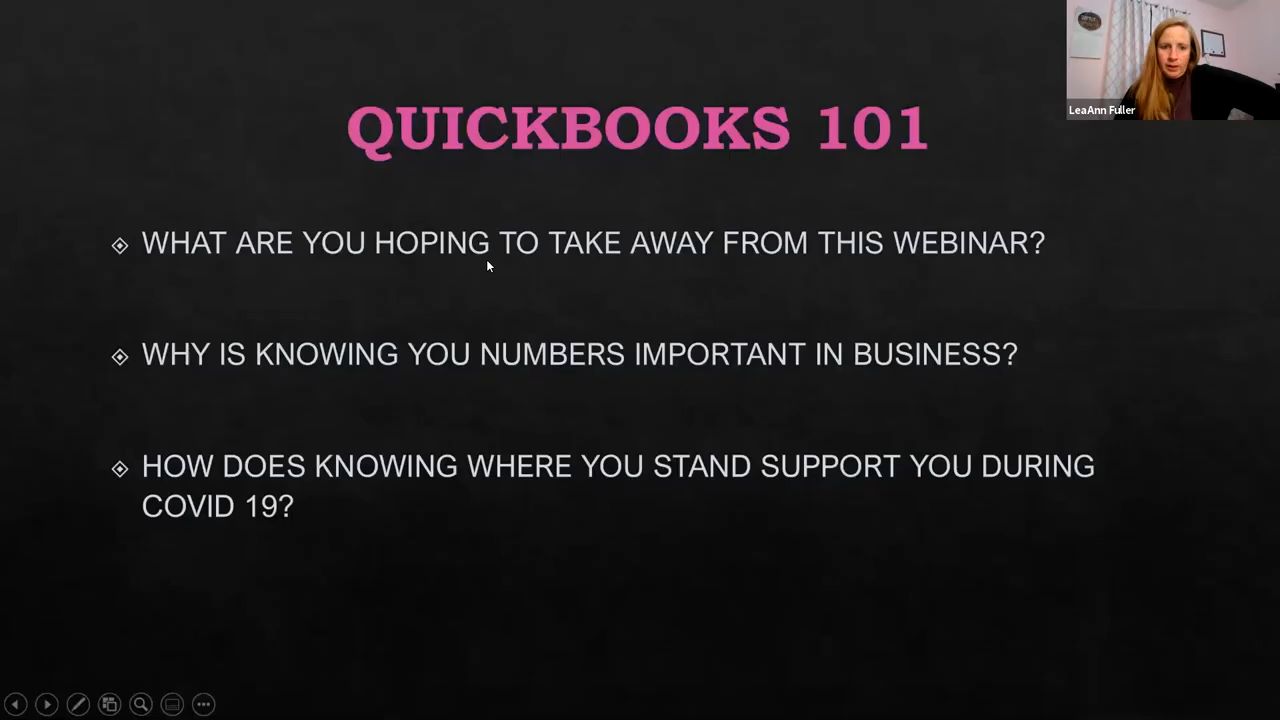 QUICKBOOKS 101
WHAT ARE YOU HOPING TO TAKE AWAY FROM THIS WEBINAR?
WHY IS KNOWING YOU NUMBERS IMPORTANT IN BUSINESS?
HOW DOES KNOWING WHERE YOU STAND SUPPORT YOU DURING
COVID 19?
LeaAnn Fuller